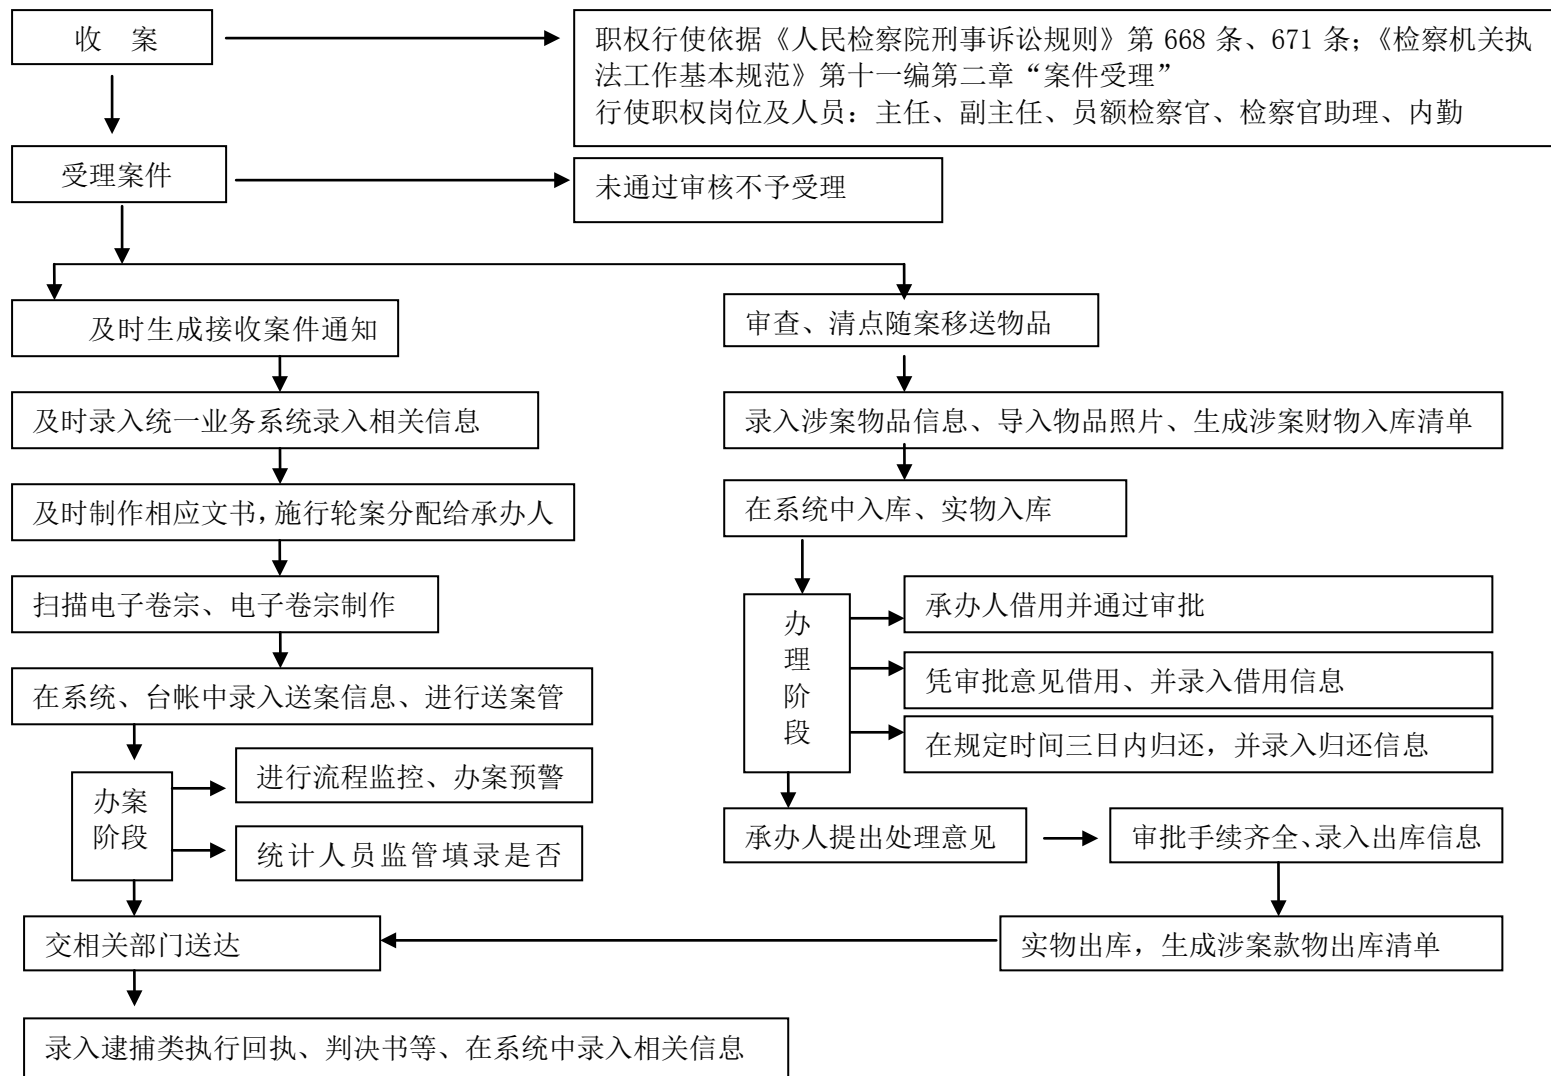 收 案
职权行使依据《人民检察院刑事诉讼规则》第 668 条、671 条；《检察机关执
法工作基本规范》第十一编第二章“案件受理”
行使职权岗位及人员：主任、副主任、员额检察官、检察官助理、内勤
受理案件
未通过审核不予受理
及时生成接收案件通知
及时录入统一业务系统录入相关信息
及时制作相应文书，施行轮案分配给承办人
扫描电子卷宗、电子卷宗制作
在系统、台帐中录入送案信息、进行送案管
办案
阶段
进行流程监控、办案预警
统计人员监管填录是否
审查、清点随案移送物品
录入涉案物品信息、导入物品照片、生成涉案财物入库清单
在系统中入库、实物入库
办
理
阶
段
承办人借用并通过审批
凭审批意见借用、并录入借用信息
在规定时间三日内归还，并录入归还信息
承办人提出处理意见
审批手续齐全、录入出库信息
实物出库，生成涉案款物出库清单
交相关部门送达
录入逮捕类执行回执、判决书等、在系统中录入相关信息